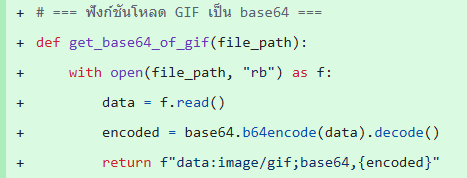 + # === ฟังก์ชันโหลด GIF เป็น base64 ===
+ def get_base64_of_gif(file_path):
+     with open(file_path, "rb") as f:
+         data = f.read()
+         encoded = base64.b64encode(data).decode()
+         return f"data:image/gif;base64,{encoded}"